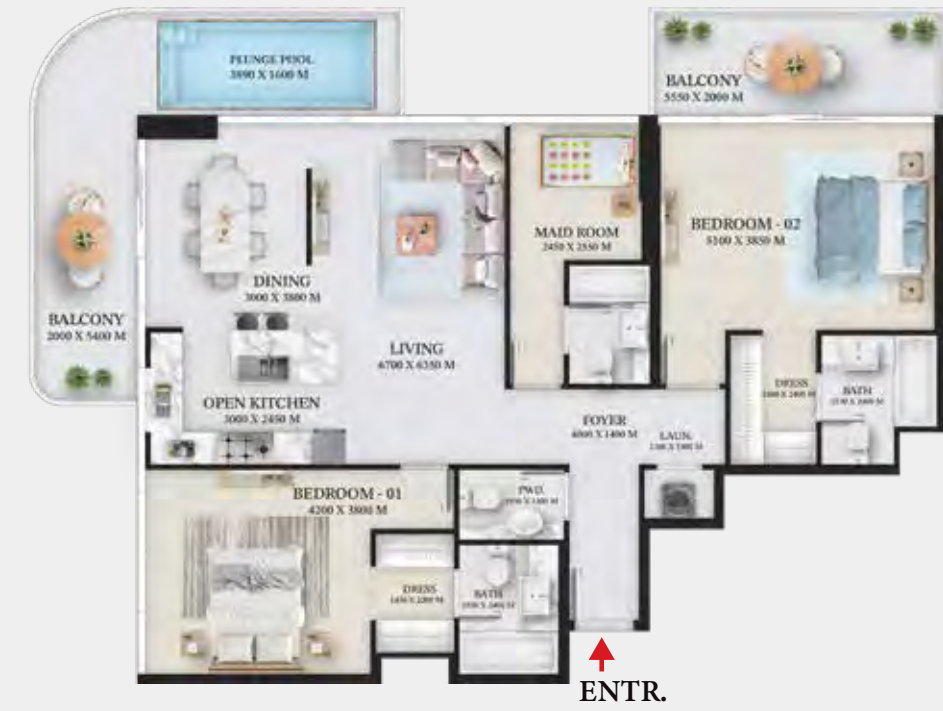 PLUNGE POOL
3890 X 1600 M
BALCONY
5550 X 2000 M
MAID ROOM
2450 X 2550 M
BEDROOM - 02
5100 X 3850 M
DINING
3000 X 3800 M
BALCONY
2000 X 5400 M
LIVING
6700 X 6350 M
OPEN KITCHEN
3000 X 2450 M
DRESS
BATH
FOYER
4000 X 1400 M
LAUN.
BEDROOM - 01
4200 X 3800 M
PWD.
DRESS
BATH
ENTR.